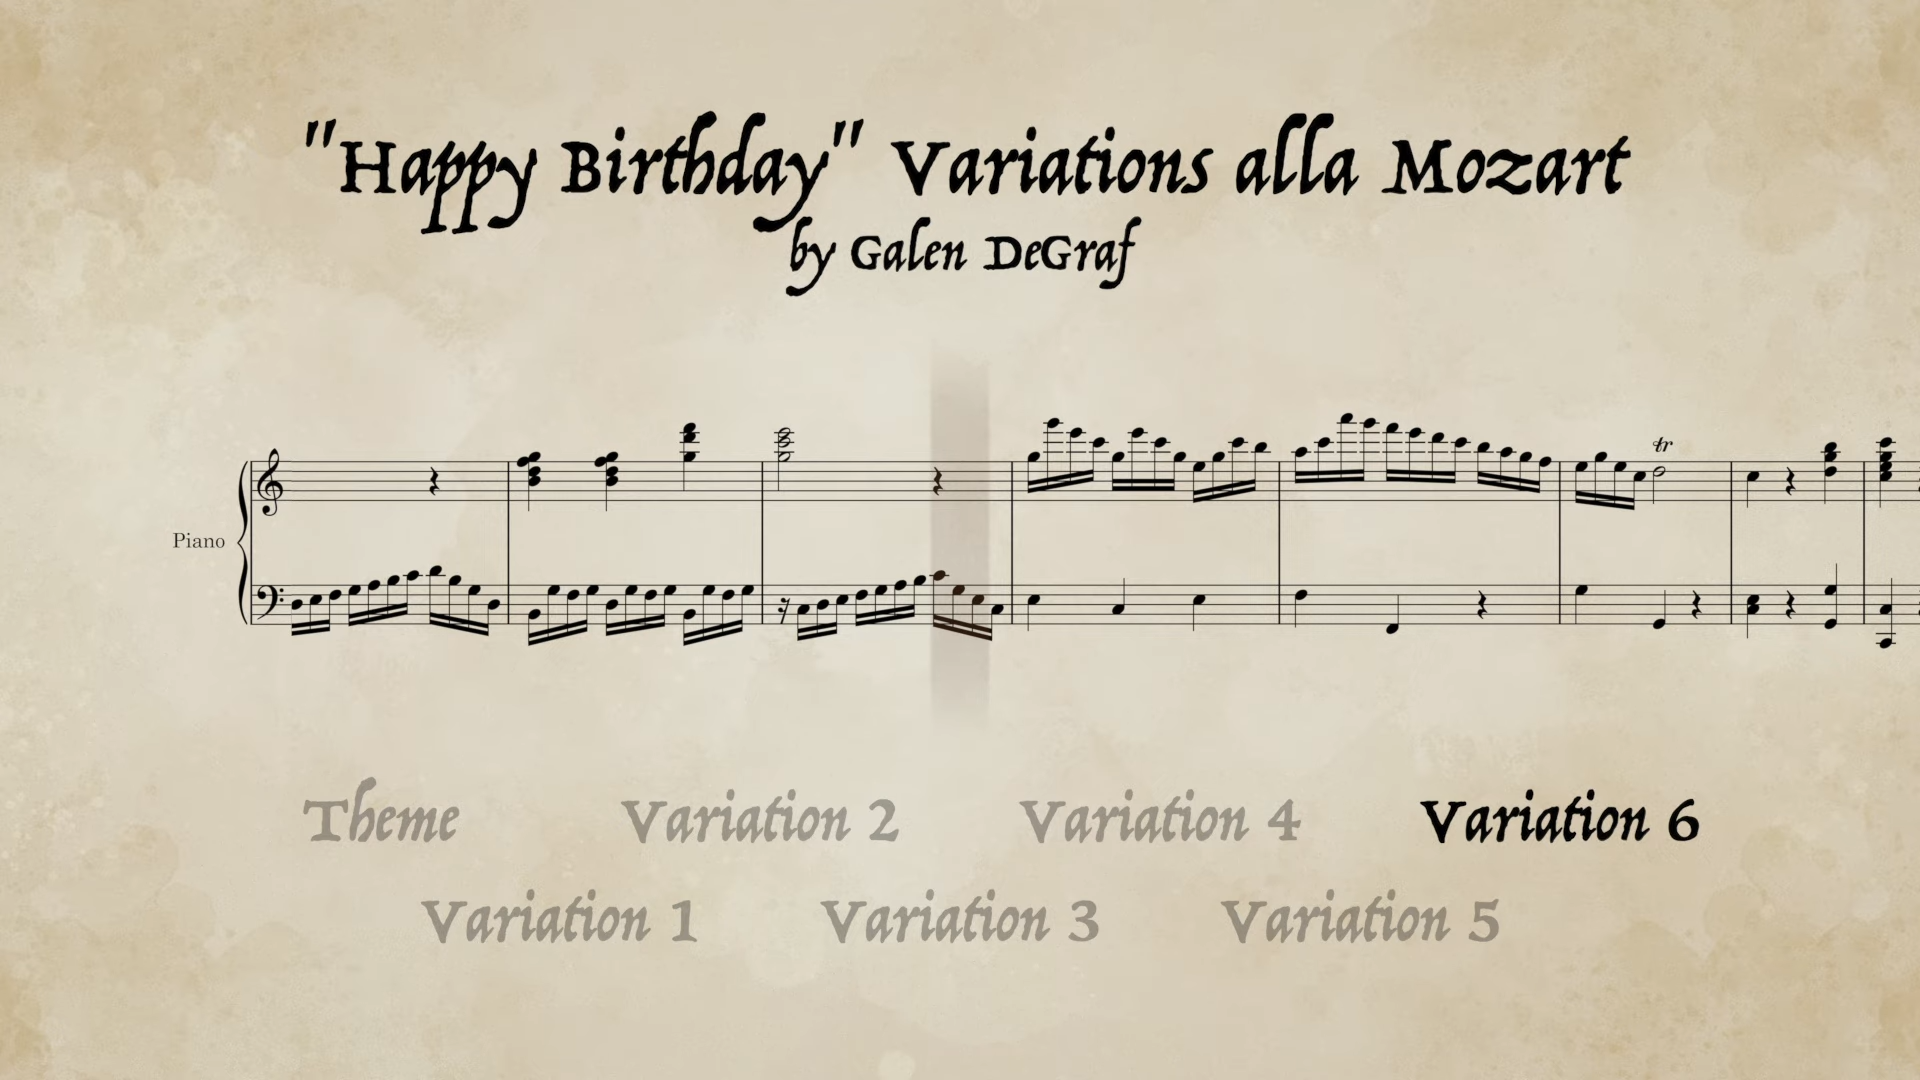 "Happy Birthday" Variations alla Mozart
by Galen DeGraf
tr
Piano
Theme
Variation 2
Variation 4
Variation 6
Variation 1
Variation 3
Variation 5